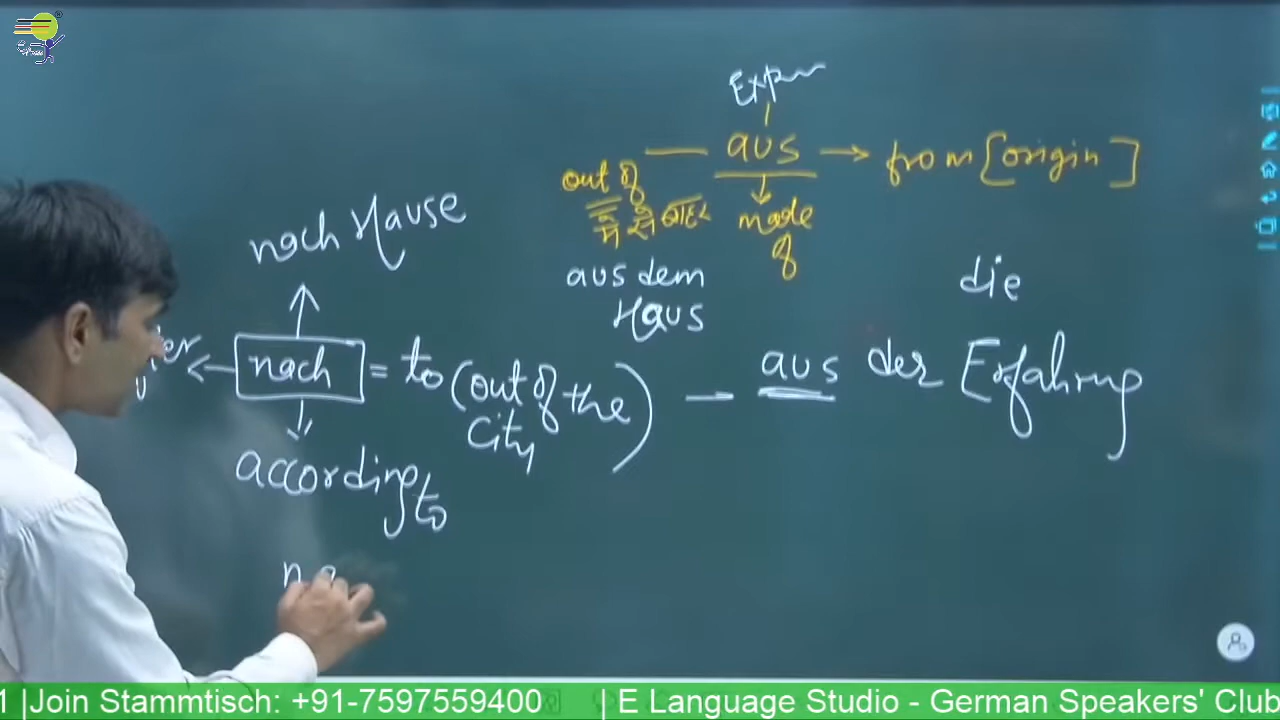 aus
from [origin]
out of
में से बाहर
made
of
aus dem
Haus
nach Hause
die
nach = to (out of the
City) — aus der Erfahrung
according to
1 |Join Stammtisch: +91-7597559400 | E Language Studio - German Speakers' Club